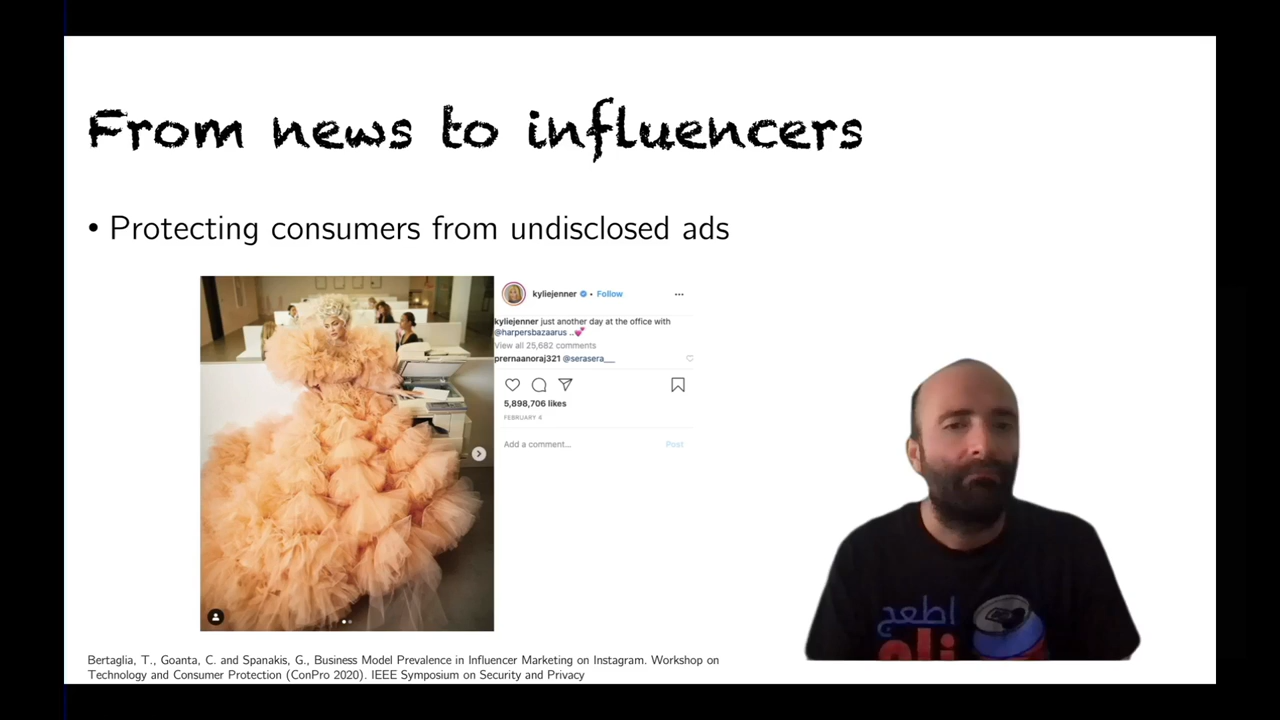 From news to influencers
• Protecting consumers from undisclosed ads
kyliejenner • Follow
kyliejenner just another day at the office with
@harpersbazaarus ..💕
View all 25,682 comments
prernaanoraj321 @serasera__
5,898,706 likes
FEBRUARY 4
Add a comment... Post
Bertaglia, T., Goanta, C. and Spanakis, G., Business Model Prevalence in Influencer Marketing on Instagram. Workshop on
Technology and Consumer Protection (ConPro 2020). IEEE Symposium on Security and Privacy